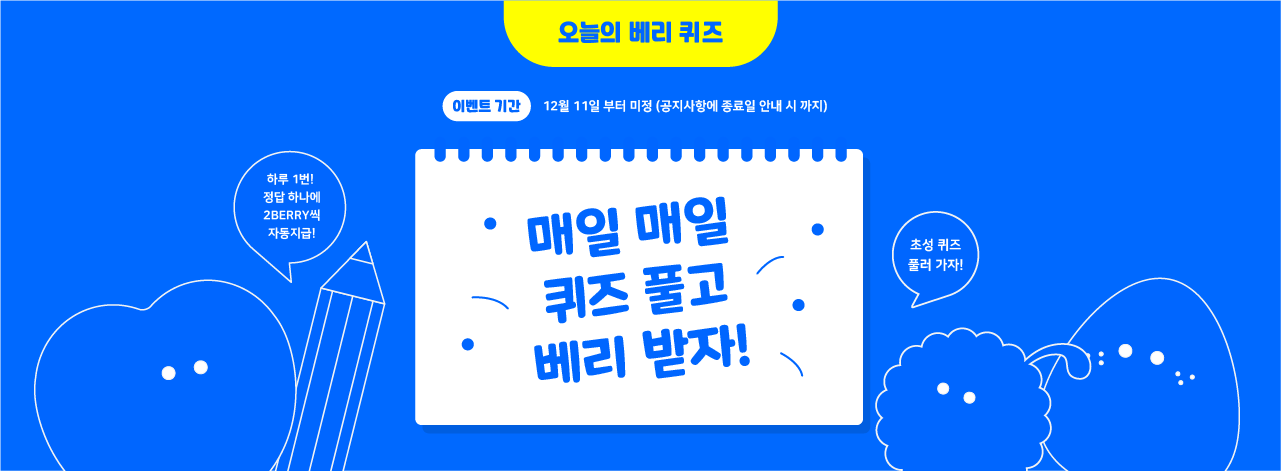 오늘의 베리 퀴즈
이벤트 기간 12월 11일 부터 미정 (공지사항에 종료일 안내 시 까지)
하루 1번!
정답 하나에
2BERRY씩
자동지급!
매일 매일
퀴즈 풀고
베리 받자!
초성 퀴즈
풀러 가자!